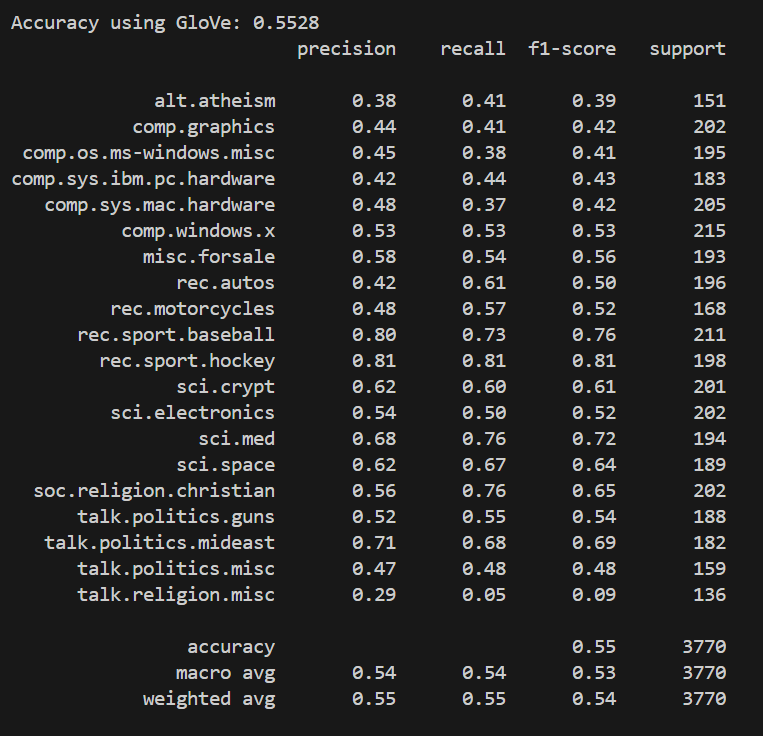 Accuracy using GloVe: 0.5528
precision recall f1-score support
alt.atheism 0.38 0.41 0.39 151
comp.graphics 0.44 0.41 0.42 202
comp.os.ms-windows.misc 0.45 0.38 0.41 195
comp.sys.ibm.pc.hardware 0.42 0.44 0.43 183
comp.sys.mac.hardware 0.48 0.37 0.42 205
comp.windows.x 0.53 0.53 0.53 215
misc.forsale 0.58 0.54 0.56 193
rec.autos 0.42 0.61 0.50 196
rec.motorcycles 0.48 0.57 0.52 168
rec.sport.baseball 0.80 0.73 0.76 211
rec.sport.hockey 0.81 0.81 0.81 198
sci.crypt 0.62 0.60 0.61 201
sci.electronics 0.54 0.50 0.52 202
sci.med 0.68 0.76 0.72 194
sci.space 0.62 0.67 0.64 189
soc.religion.christian 0.56 0.76 0.65 202
talk.politics.guns 0.52 0.55 0.54 188
talk.politics.mideast 0.71 0.68 0.69 182
talk.politics.misc 0.47 0.48 0.48 159
talk.religion.misc 0.29 0.05 0.09 136
accuracy 0.55 3770
macro avg 0.54 0.54 0.53 3770
weighted avg 0.55 0.55 0.54 3770